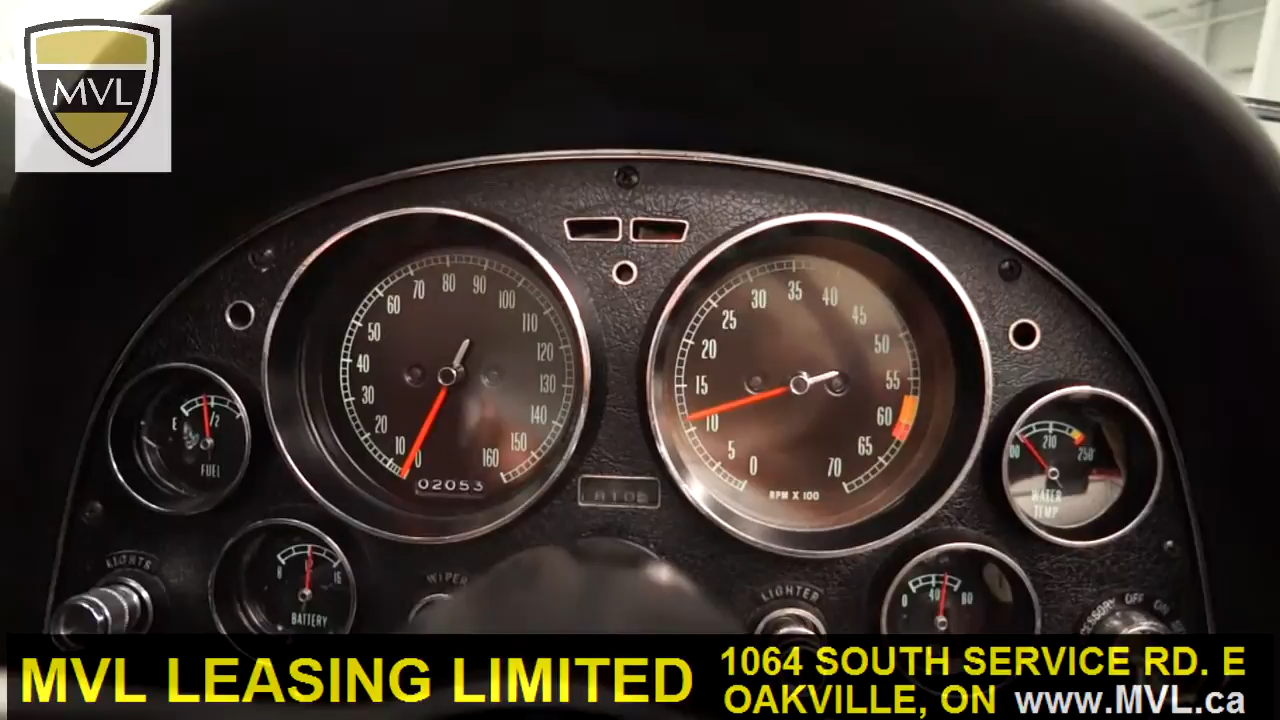 MVL
80
90
70
100
60
110
50
120
40
130
30
140
20
150
10
160
0
02053
35
30
40
25
45
20
50
15
55
10
60
5
65
0
70
RPM X 100
E
1/2
FUEL
8
16
BATTERY
210
250
WATER
TEMP
0
40
80
LIGHTS
LIGHTER
OFF
ON
MVL LEASING LIMITED
1064 SOUTH SERVICE RD. E
OAKVILLE, ON www.MVL.ca